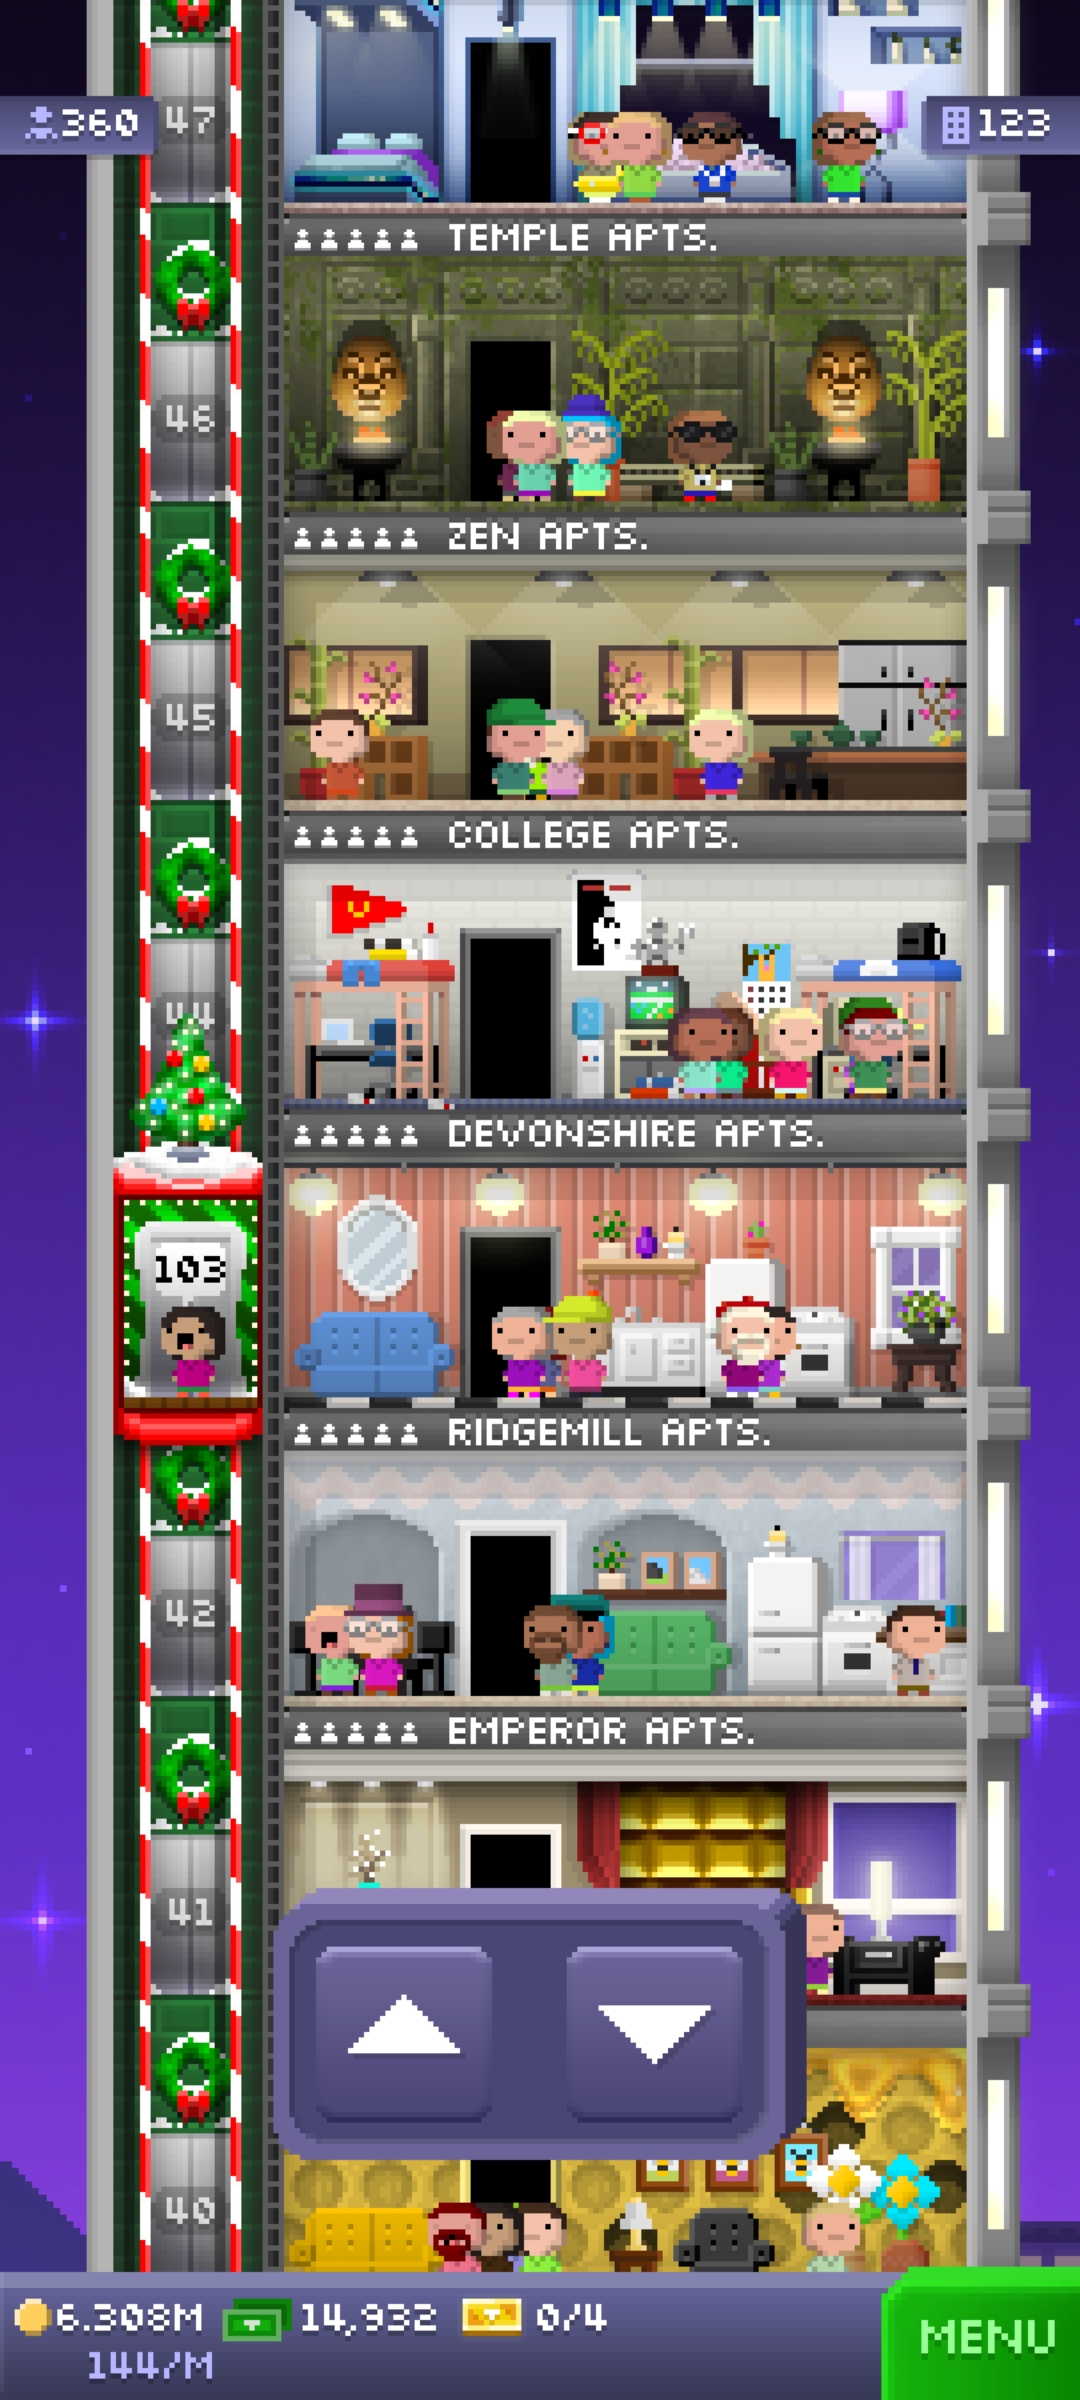 47
360
123
TEMPLE APTS.
46
ZEN APTS.
45
COLLEGE APTS.
44
DEVONSHIRE APTS.
103
RIDGEMILL APTS.
42
EMPEROR APTS.
41
40
6.308M 14,932 0/4
144/M
MENU